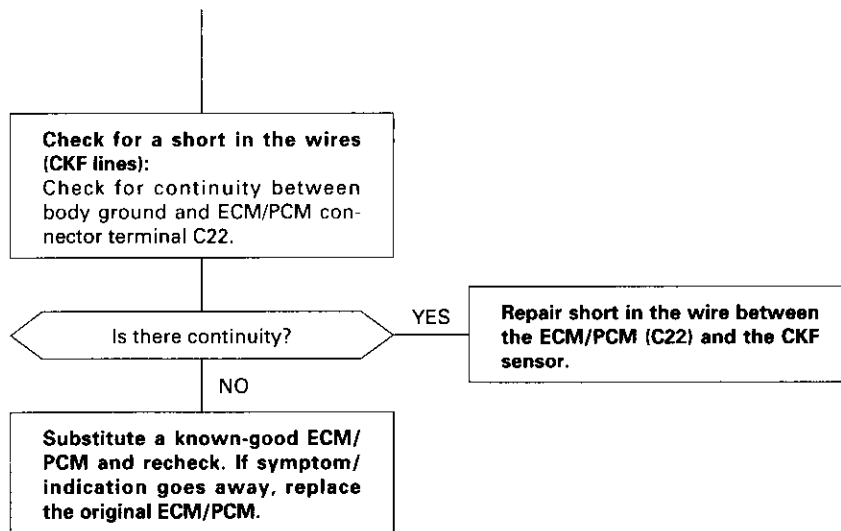 Check for a short in the wires
(CKF lines):
Check for continuity between
body ground and ECM/PCM con-
nector terminal C22.
Is there continuity?
YES
Repair short in the wire between
the ECM/PCM (C22) and the CKF
sensor.
NO
Substitute a known-good ECM/
PCM and recheck. If symptom/
indication goes away, replace
the original ECM/PCM.